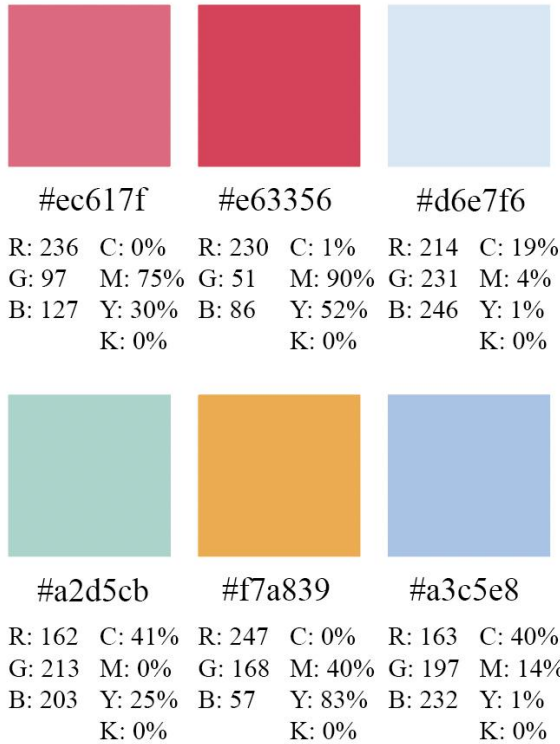 #ec617f #e63356 #d6e7f6
R: 236 C: 0% R: 230 C: 1% R: 214 C: 19%
G: 97 M: 75% G: 51 M: 90% G: 231 M: 4%
B: 127 Y: 30% B: 86 Y: 52% B: 246 Y: 1%
K: 0% K: 0% K: 0%
#a2d5cb #f7a839 #a3c5e8
R: 162 C: 41% R: 247 C: 0% R: 163 C: 40%
G: 213 M: 0% G: 168 M: 40% G: 197 M: 14%
B: 203 Y: 25% B: 57 Y: 83% B: 232 Y: 1%
K: 0% K: 0% K: 0%